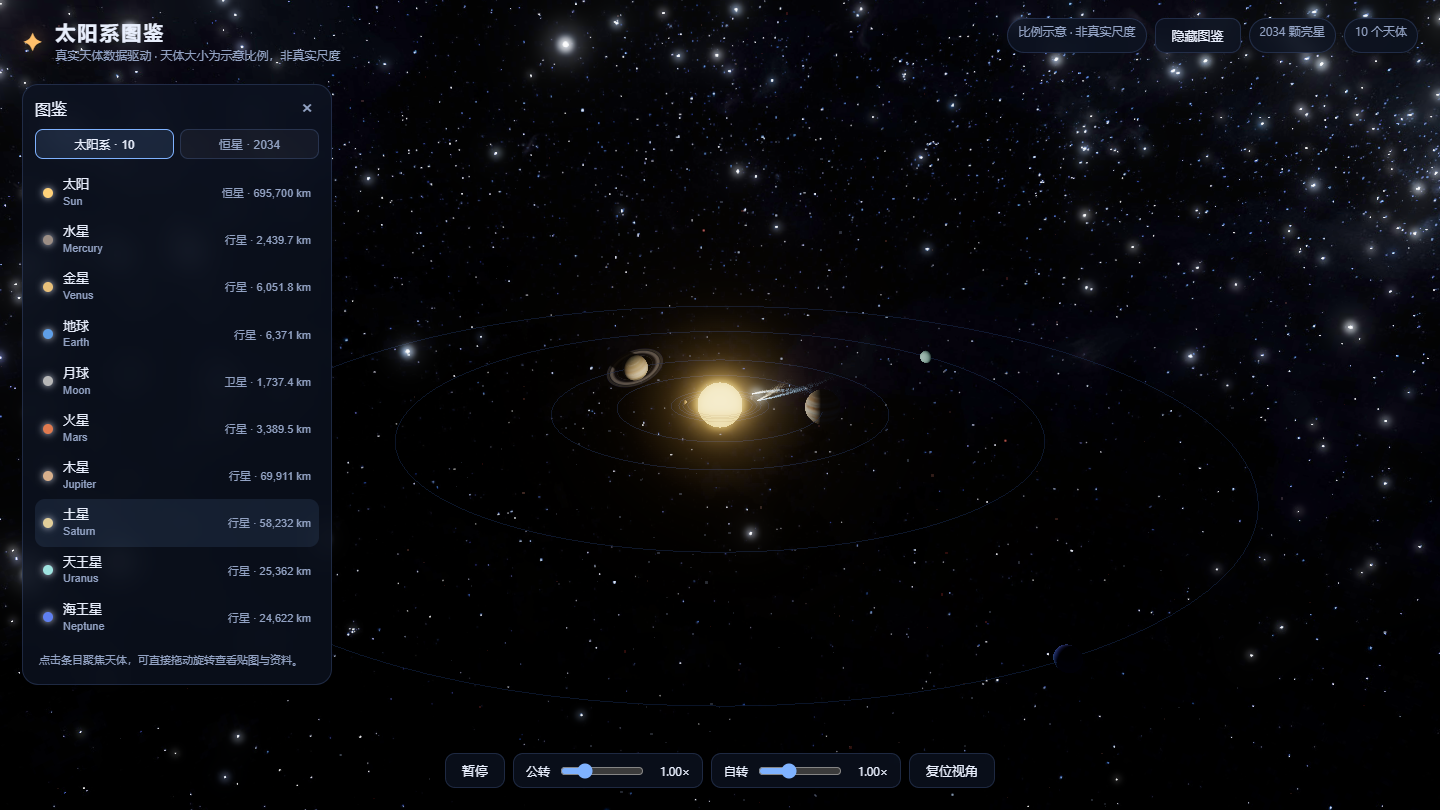 太阳系图鉴
真实天体数据驱动 · 天体大小为示意比例，非真实尺度
比例示意 · 非真实尺度
隐藏图鉴
2034 颗亮星
10 个天体
图鉴
×
太阳系 · 10
恒星 · 2034
太阳
Sun
恒星 · 695,700 km
水星
Mercury
行星 · 2,439.7 km
金星
Venus
行星 · 6,051.8 km
地球
Earth
行星 · 6,371 km
月球
Moon
卫星 · 1,737.4 km
火星
Mars
行星 · 3,389.5 km
木星
Jupiter
行星 · 69,911 km
土星
Saturn
行星 · 58,232 km
天王星
Uranus
行星 · 25,362 km
海王星
Neptune
行星 · 24,622 km
点击条目聚焦天体，可直接拖动旋转查看贴图与资料。
暂停
公转
1.00×
自转
1.00×
复位视角